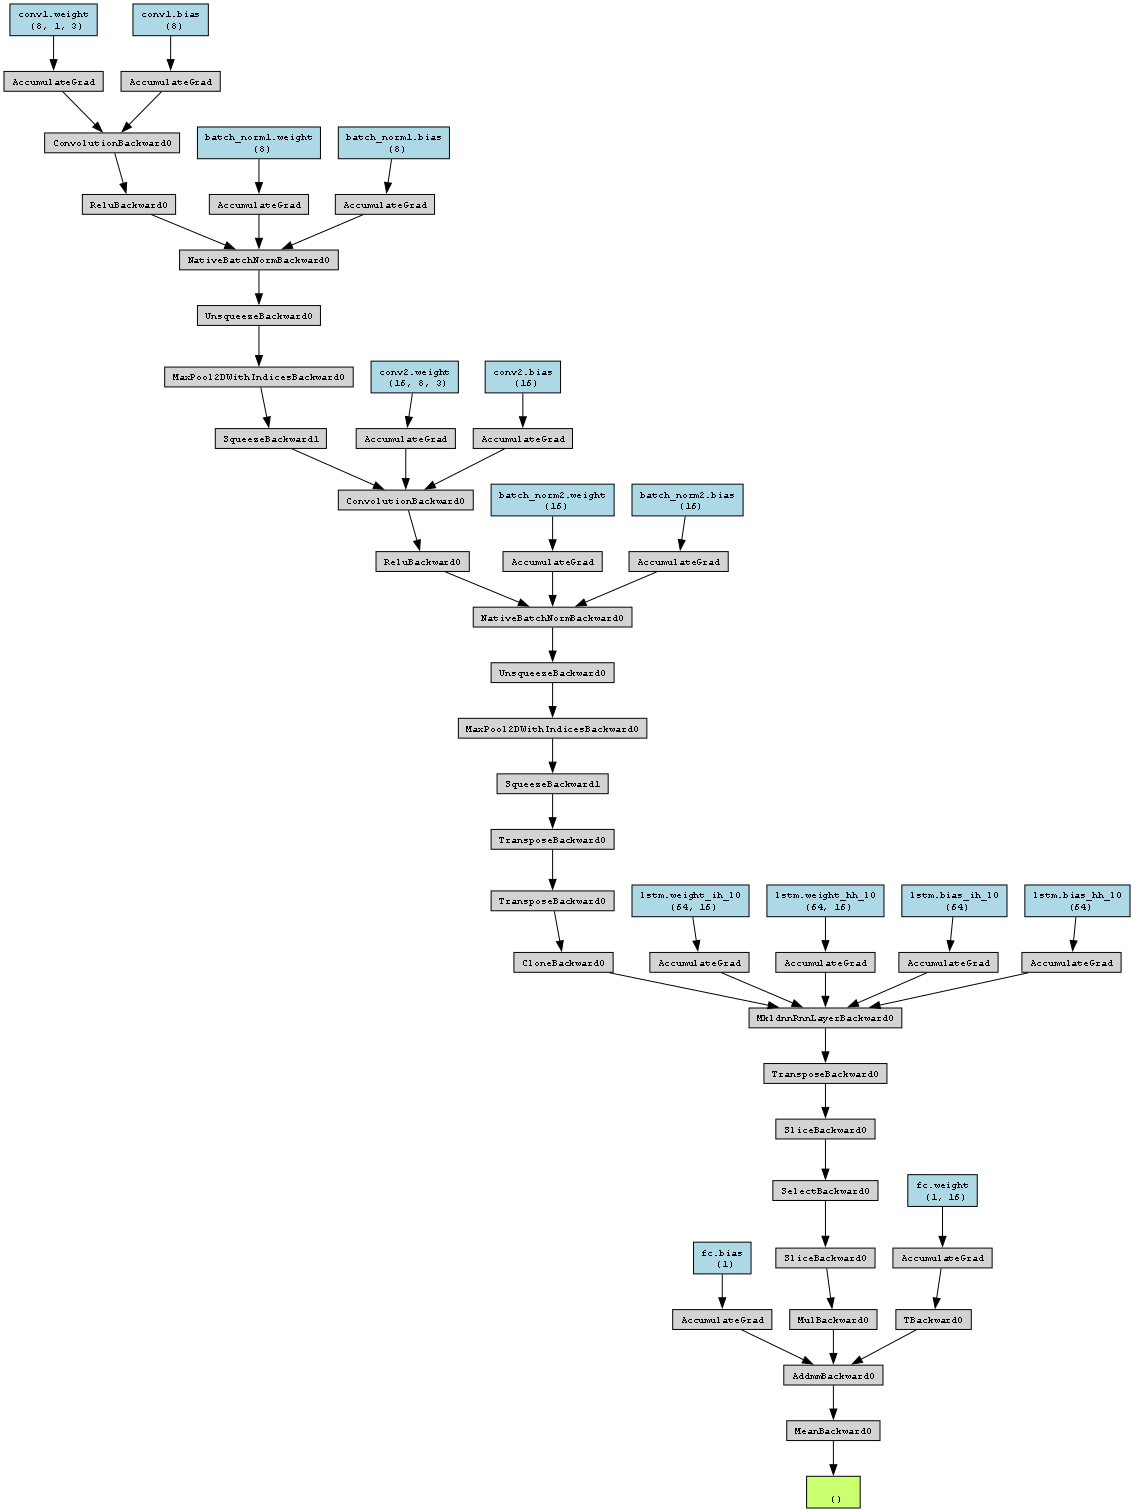 conv1.weight
(8, 1, 3)
conv1.bias
(8)
AccumulateGrad
AccumulateGrad
ConvolutionBackward0
batch_norm1.weight
(8)
batch_norm1.bias
(8)
ReluBackward0
AccumulateGrad
AccumulateGrad
NativeBatchNormBackward0
UnsqueezeBackward0
MaxPool2DWithIndicesBackward0
conv2.weight
(16, 8, 3)
conv2.bias
(16)
SqueezeBackward1
AccumulateGrad
AccumulateGrad
ConvolutionBackward0
batch_norm2.weight
(16)
batch_norm2.bias
(16)
ReluBackward0
AccumulateGrad
AccumulateGrad
NativeBatchNormBackward0
UnsqueezeBackward0
MaxPool2DWithIndicesBackward0
SqueezeBackward1
TransposeBackward0
TransposeBackward0
lstm.weight_ih_l0
(64, 16)
lstm.weight_hh_l0
(64, 16)
lstm.bias_ih_l0
(64)
lstm.bias_hh_l0
(64)
CloneBackward0
AccumulateGrad
AccumulateGrad
AccumulateGrad
AccumulateGrad
MkldnnRnnLayerBackward0
TransposeBackward0
SliceBackward0
SelectBackward0
fc.weight
(1, 16)
fc.bias
(1)
SliceBackward0
AccumulateGrad
AccumulateGrad
MulBackward0
TBackward0
AddmmBackward0
MeanBackward0
()